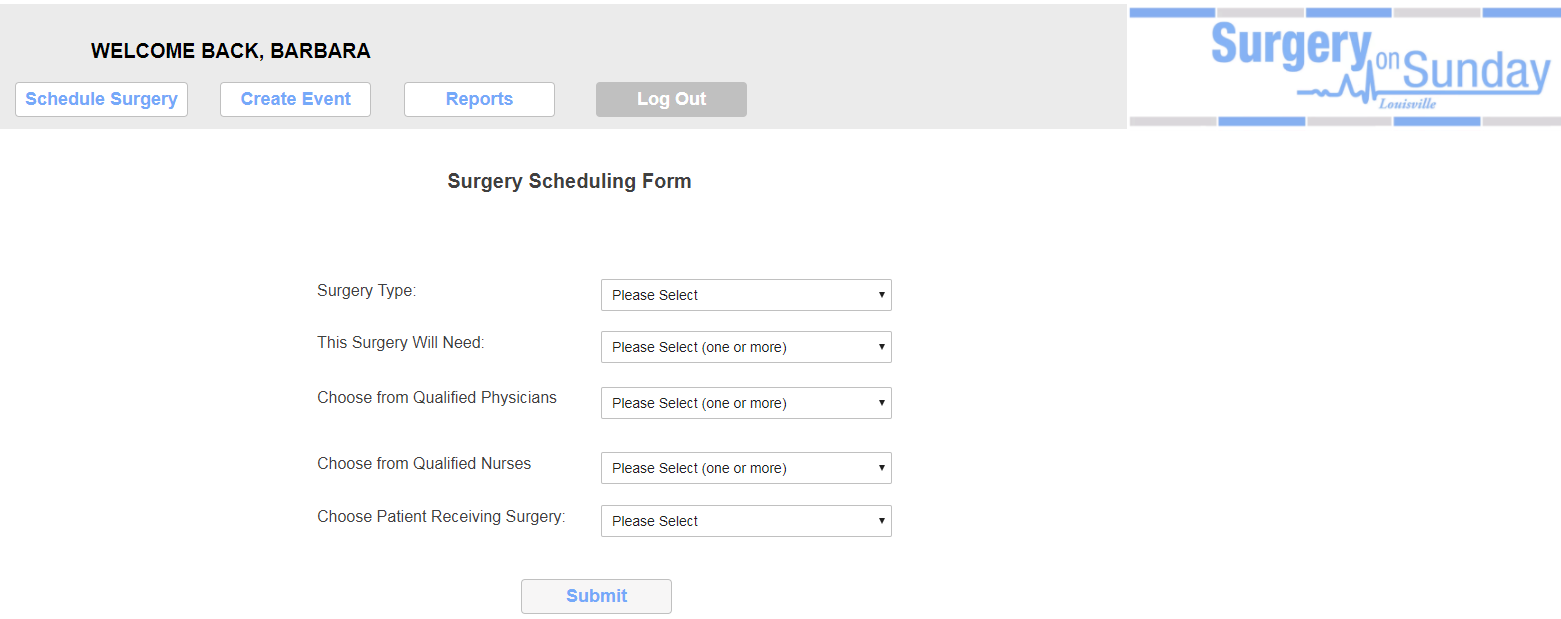 WELCOME BACK, BARBARA
Schedule Surgery
Create Event
Reports
Log Out
Surgery on Sunday
Louisville
Surgery Scheduling Form
Surgery Type:
Please Select
This Surgery Will Need:
Please Select (one or more)
Choose from Qualified Physicians
Please Select (one or more)
Choose from Qualified Nurses
Please Select (one or more)
Choose Patient Receiving Surgery:
Please Select
Submit